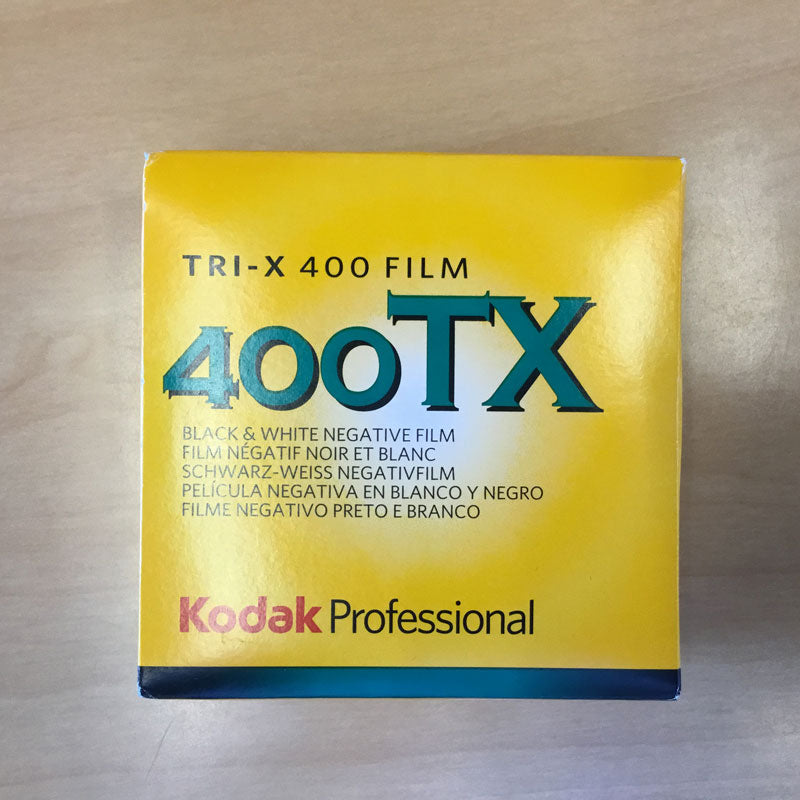 TRI-X 400 FILM
400TX
BLACK & WHITE NEGATIVE FILM
FILM NÉGATIF NOIR ET BLANC
SCHWARZ-WEISS NEGATIVFILM
PELÍCULA NEGATIVA EN BLANCO Y NEGRO
FILME NEGATIVO PRETO E BRANCO
Kodak Professional